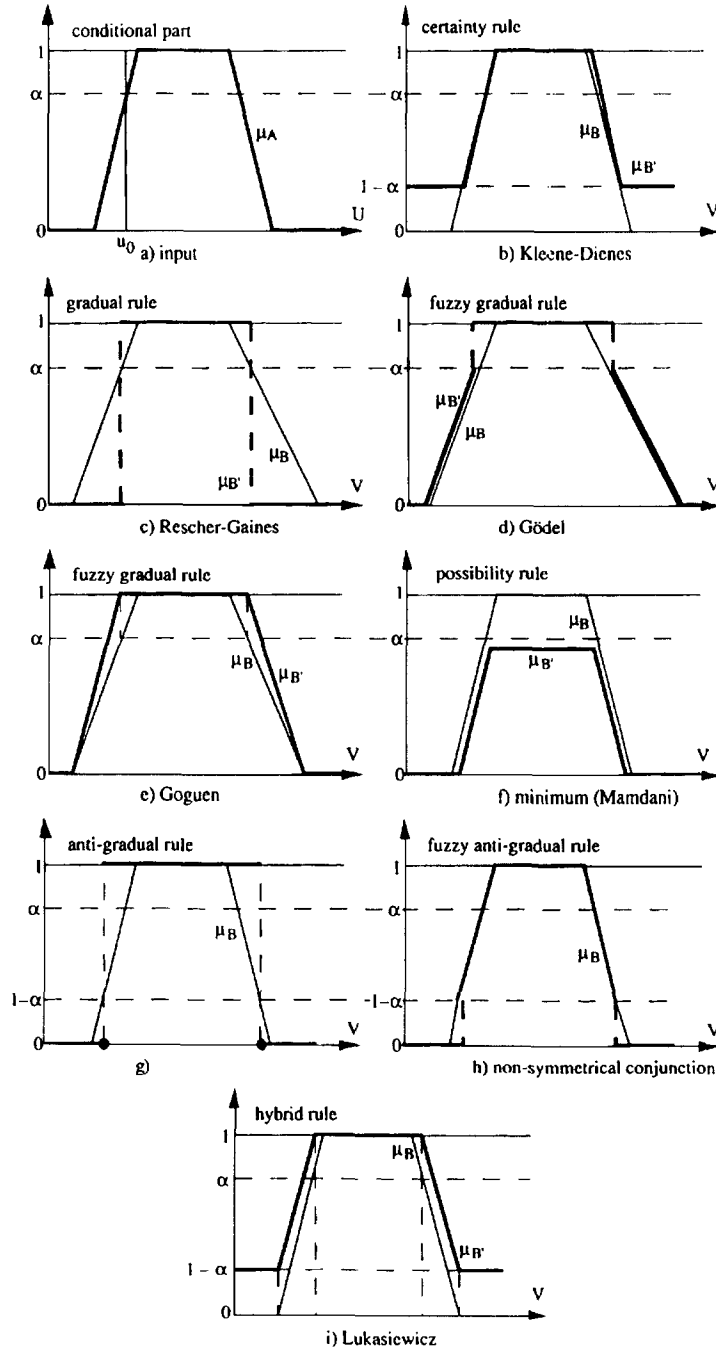 conditional part
1
α
μA
0
u0
U
a) input
certainty rule
1
α
μB
μB'
1 – α
0
V
b) Kleene-Dienes
gradual rule
1
α
μB
μB'
0
V
c) Rescher-Gaines
fuzzy gradual rule
1
α
μB'
μB
0
V
d) Gödel
fuzzy gradual rule
1
α
μB
μB'
0
V
e) Goguen
possibility rule
1
α
μB
μB'
0
V
f) minimum (Mamdani)
anti-gradual rule
1
α
μB
1–α
0
V
g)
fuzzy anti-gradual rule
1
α
μB
1–α
0
V
h) non-symmetrical conjunction
hybrid rule
1
μB
α
μB'
1 – α
0
V
i) Lukasiewicz